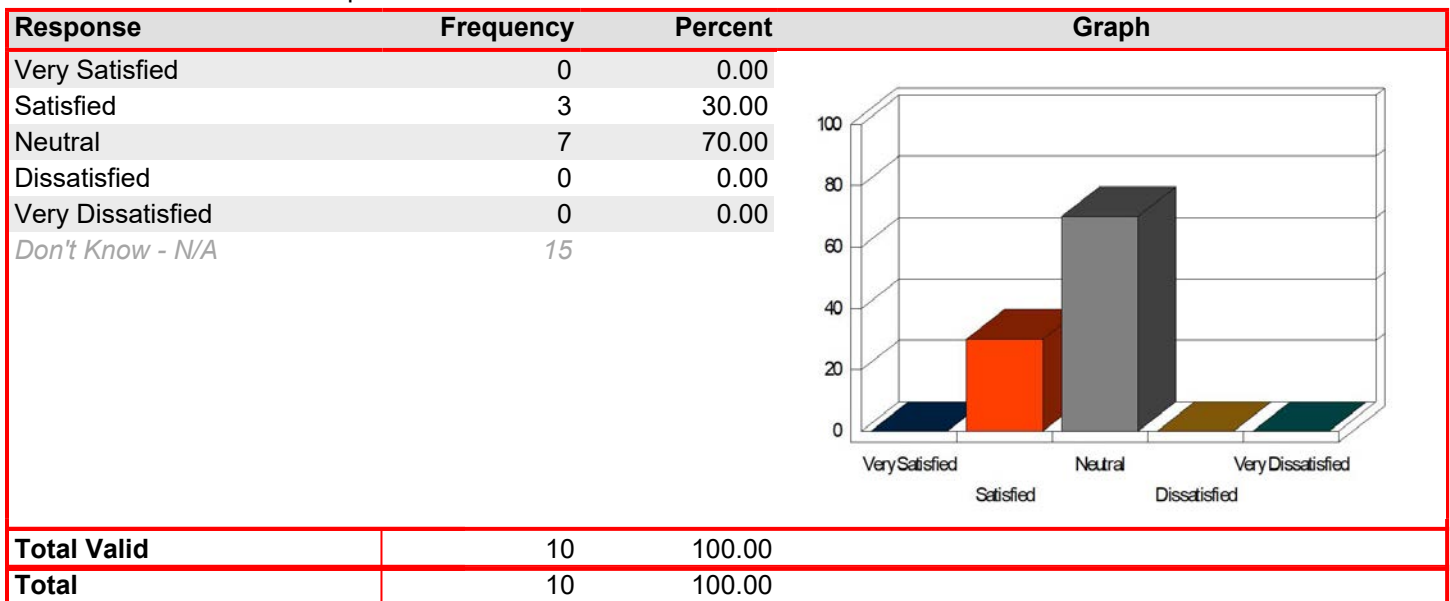 Response Frequency Percent Graph
Very Satisfied 0 0.00
Satisfied 3 30.00
Neutral 7 70.00
Dissatisfied 0 0.00
Very Dissatisfied 0 0.00
Don't Know - N/A 15
100
80
60
40
20
0
Very Satisfied Neutral Very Dissatisfied
Satisfied Dissatisfied
Total Valid 10 100.00
Total 10 100.00